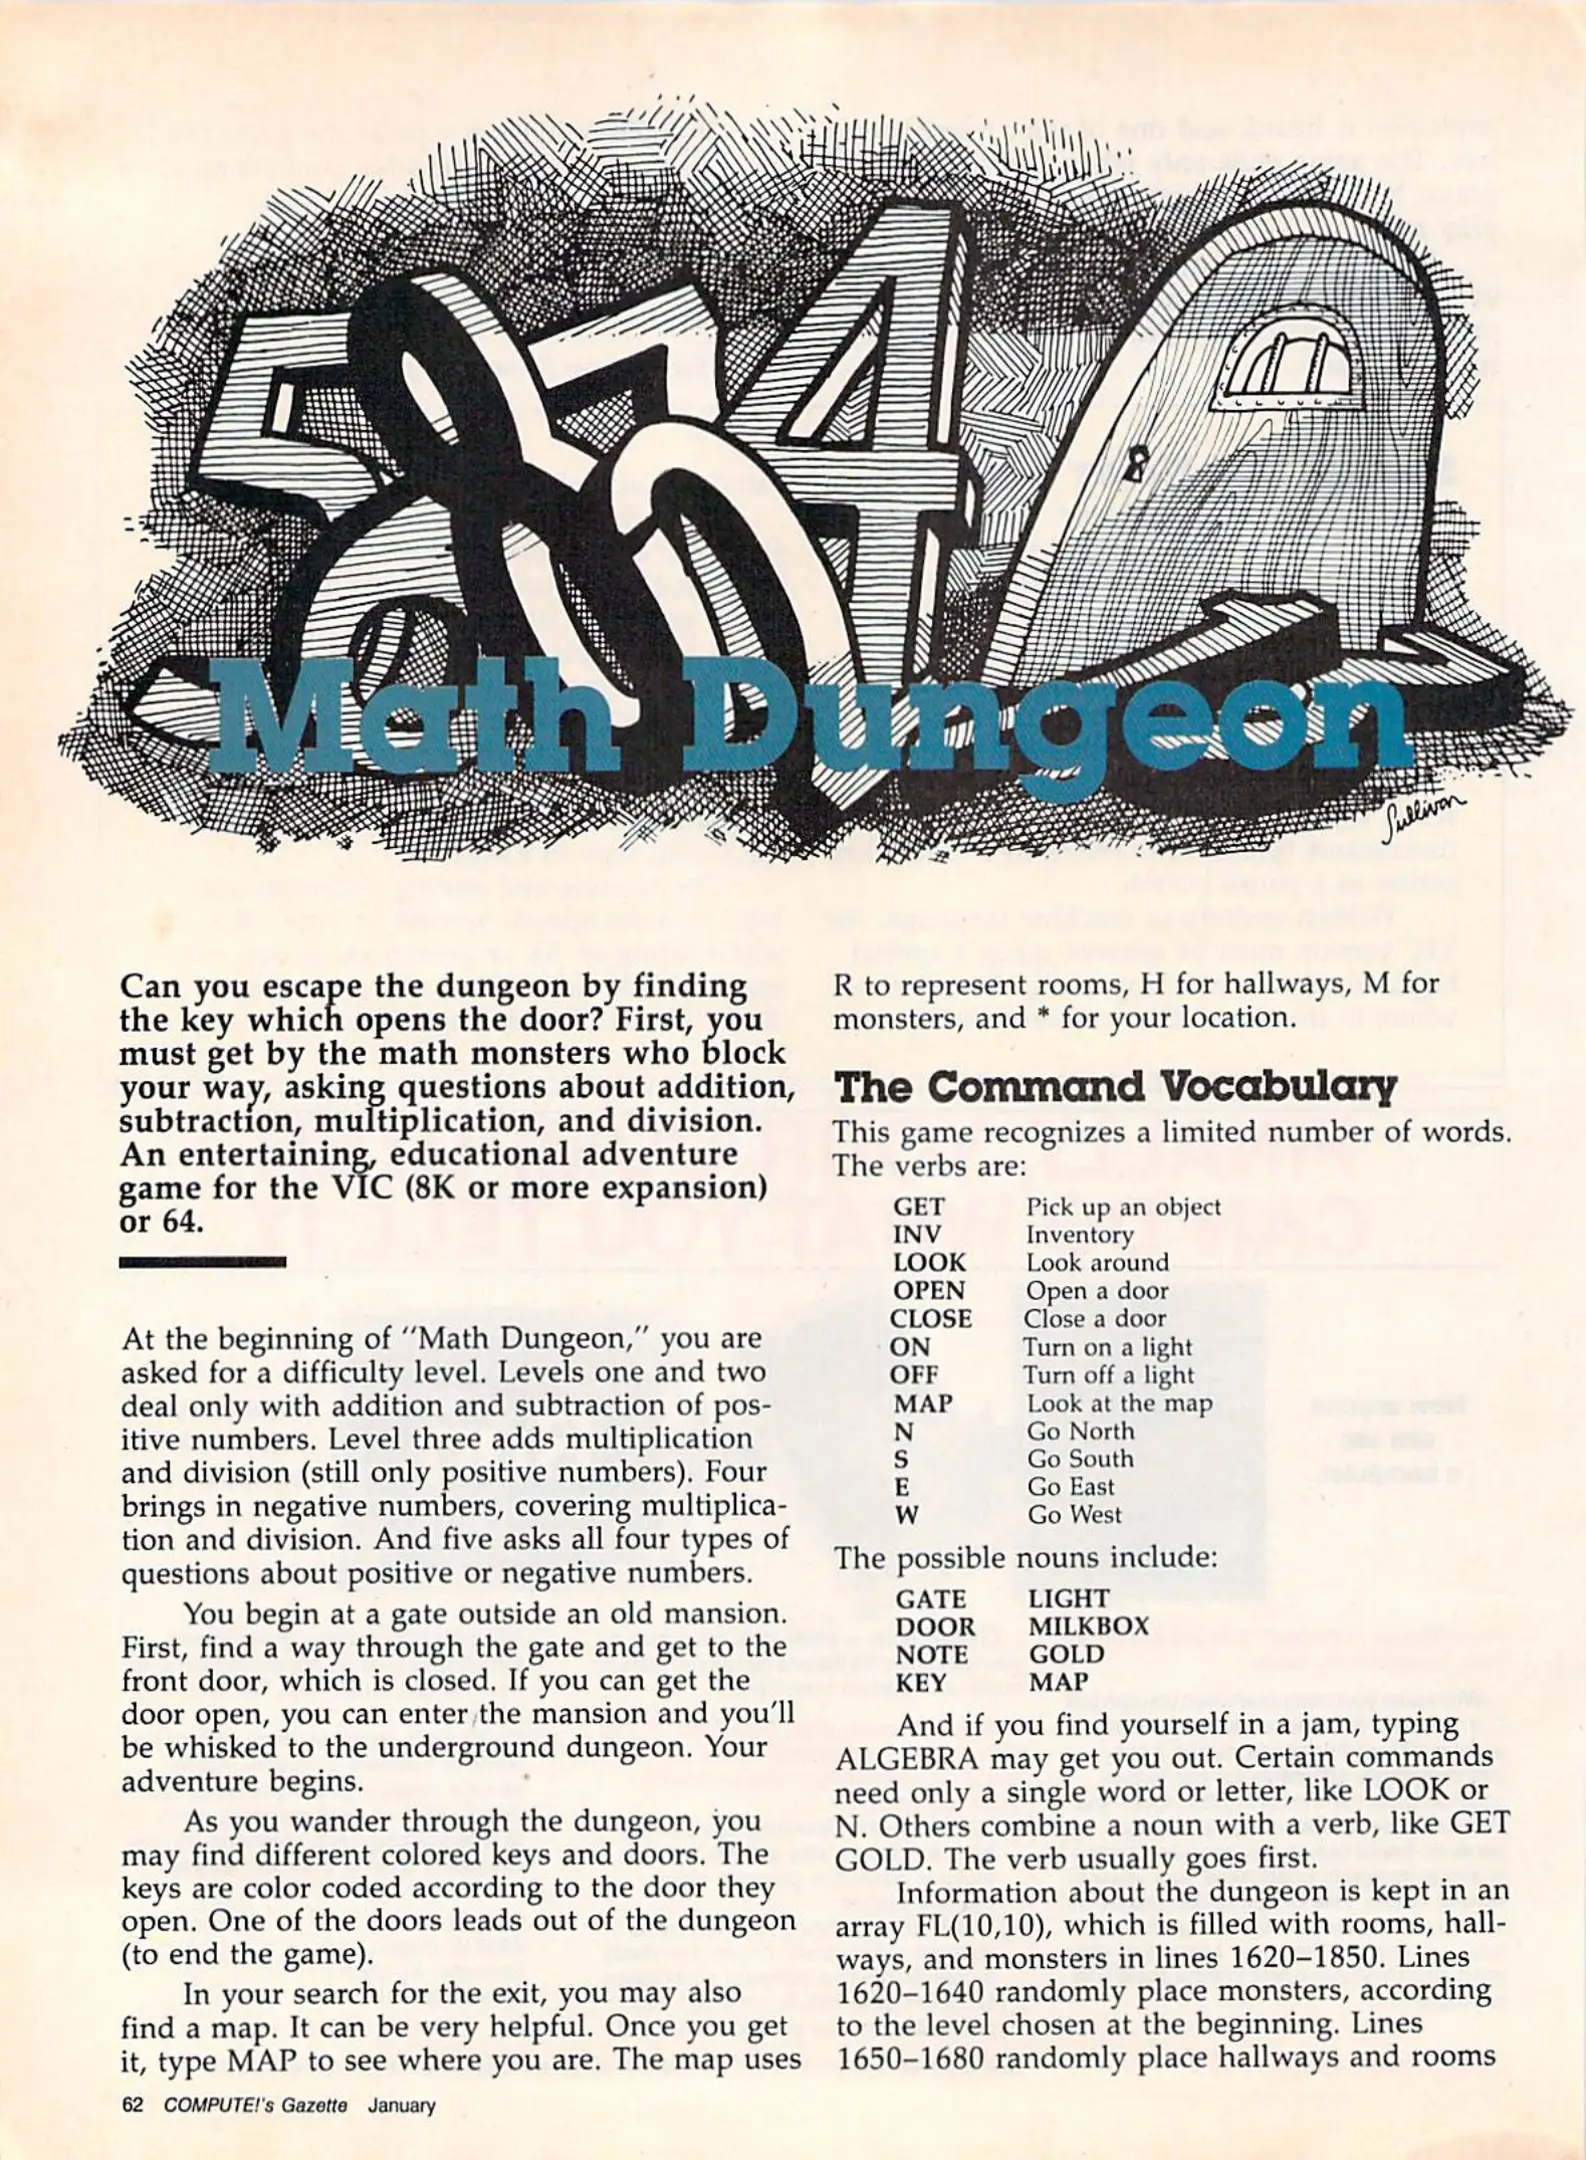 Math Dungeon
Sullivan
Can you escape the dungeon by finding
the key which opens the door? First, you
must get by the math monsters who block
your way, asking questions about addition,
subtraction, multiplication, and division.
An entertaining, educational adventure
game for the VIC (8K or more expansion)
or 64.
At the beginning of "Math Dungeon," you are
asked for a difficulty level. Levels one and two
deal only with addition and subtraction of pos-
itive numbers. Level three adds multiplication
and division (still only positive numbers). Four
brings in negative numbers, covering multiplica-
tion and division. And five asks all four types of
questions about positive or negative numbers.
You begin at a gate outside an old mansion.
First, find a way through the gate and get to the
front door, which is closed. If you can get the
door open, you can enter the mansion and you'll
be whisked to the underground dungeon. Your
adventure begins.
As you wander through the dungeon, you
may find different colored keys and doors. The
keys are color coded according to the door they
open. One of the doors leads out of the dungeon
(to end the game).
In your search for the exit, you may also
find a map. It can be very helpful. Once you get
it, type MAP to see where you are. The map uses
R to represent rooms, H for hallways, M for
monsters, and * for your location.
The Command Vocabulary
This game recognizes a limited number of words.
The verbs are:
GET Pick up an object
INV Inventory
LOOK Look around
OPEN Open a door
CLOSE Close a door
ON Turn on a light
OFF Turn off a light
MAP Look at the map
N Go North
S Go South
E Go East
W Go West
The possible nouns include:
GATE LIGHT
DOOR MILKBOX
NOTE GOLD
KEY MAP
And if you find yourself in a jam, typing
ALGEBRA may get you out. Certain commands
need only a single word or letter, like LOOK or
N. Others combine a noun with a verb, like GET
GOLD. The verb usually goes first.
Information about the dungeon is kept in an
array FL(10,10), which is filled with rooms, hall-
ways, and monsters in lines 1620–1850. Lines
1620–1640 randomly place monsters, according
to the level chosen at the beginning. Lines
1650–1680 randomly place hallways and rooms
62 COMPUTE!'s Gazette January